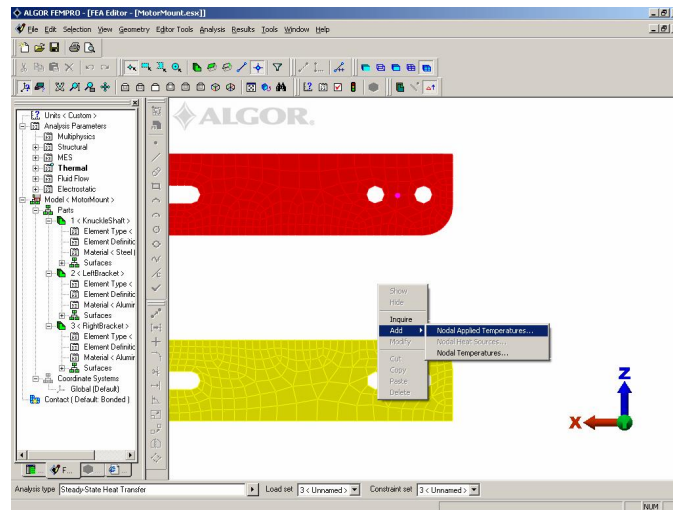 ALGOR FEMPRO - [FEA Editor - [MotorMount.esx]]
File Edit Selection View Geometry Editor Tools Analysis Results Tools Window Help
Units < Custom >
Analysis Parameters
Multiphysics
Structural
MES
Thermal
Fluid Flow
Electrostatic
Model < MotorMount >
Parts
1 < KnuckleShaft >
Element Type <
Element Definitic
Material < Steel (
Surfaces
2 < LeftBracket >
Element Type <
Element Definitic
Material < Alumir
Surfaces
3 < RightBracket >
Element Type <
Element Definitic
Material < Alumir
Surfaces
Coordinate Systems
Global (Default)
Contact ( Default: Bonded )
ALGOR®
Show
Hide
Inquire
Add
Modify
Cut
Copy
Paste
Delete
Nodal Applied Temperatures...
Nodal Heat Sources...
Nodal Temperatures...
Z
X
T... F...
Analysis type Steady-State Heat Transfer Load set 3 < Unnamed > Constraint set 3 < Unnamed >
NUM